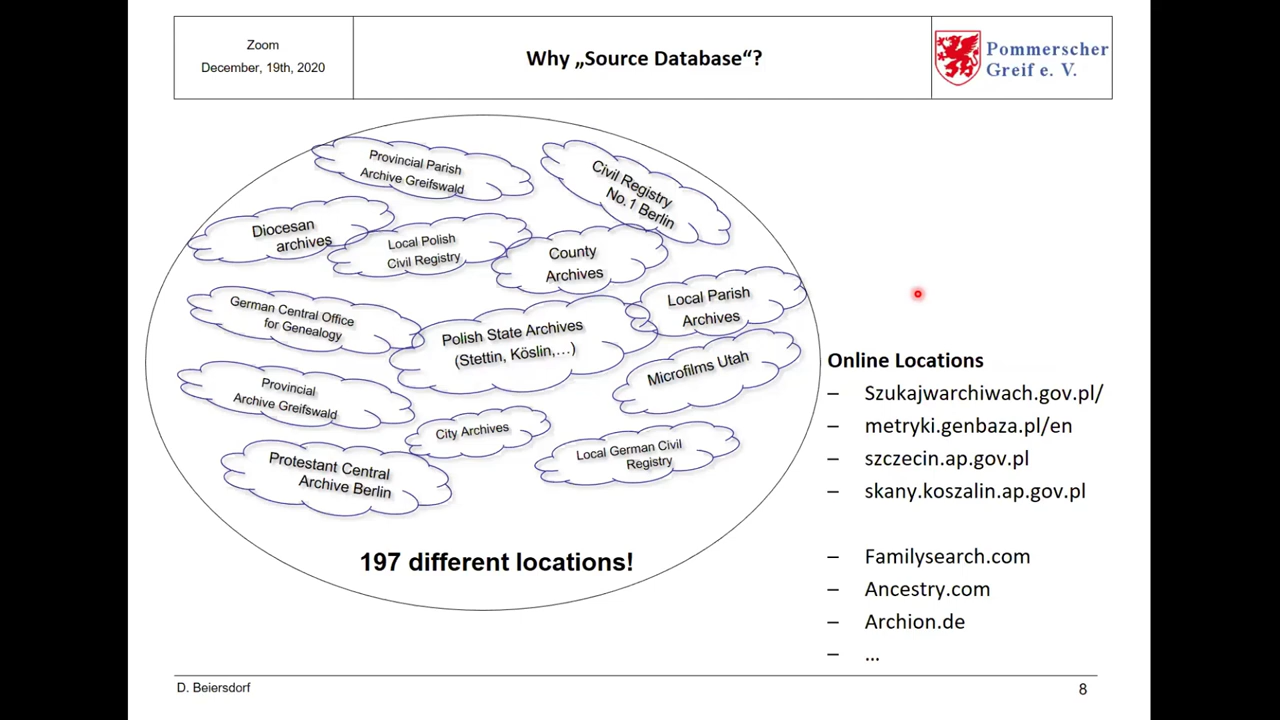 Zoom
December, 19th, 2020
Why „Source Database“?
Pommerscher
Greif e. V.
Provincial Parish
Archive Greifswald
Civil Registry
No.1 Berlin
Diocesan
archives
Local Polish
Civil Registry
County
Archives
German Central Office
for Genealogy
Polish State Archives
(Stettin, Köslin,…)
Local Parish
Archives
Microfilms Utah
Provincial
Archive Greifswald
City Archives
Local German Civil
Registry
Protestant Central
Archive Berlin
197 different locations!
Online Locations
– Szukajwarchiwach.gov.pl/
– metryki.genbaza.pl/en
– szczecin.ap.gov.pl
– skany.koszalin.ap.gov.pl
– Familysearch.com
– Ancestry.com
– Archion.de
– ...
D. Beiersdorf
8